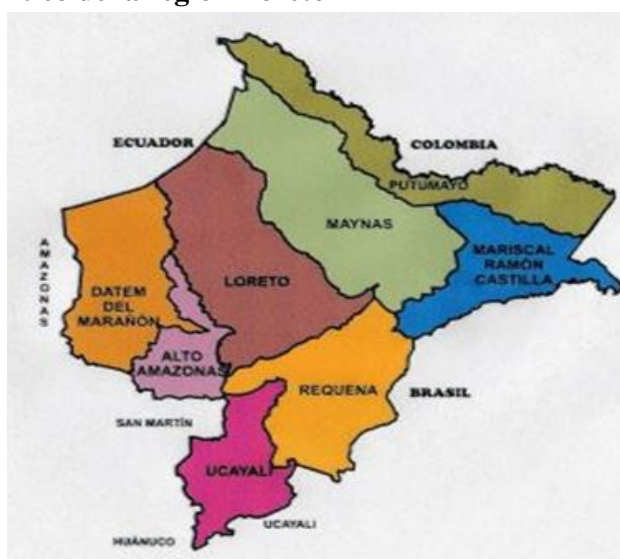 ECUADOR
COLOMBIA
PUTUMAYO
MAYNAS
AMAZONAS
MARISCAL
RAMÓN
CASTILLA
LORETO
DATEM
DEL
MARAÑÓN
ALTO
AMAZONAS
REQUENA
BRASIL
SAN MARTÍN
UCAYALI
UCAYALI
HUÁNUCO